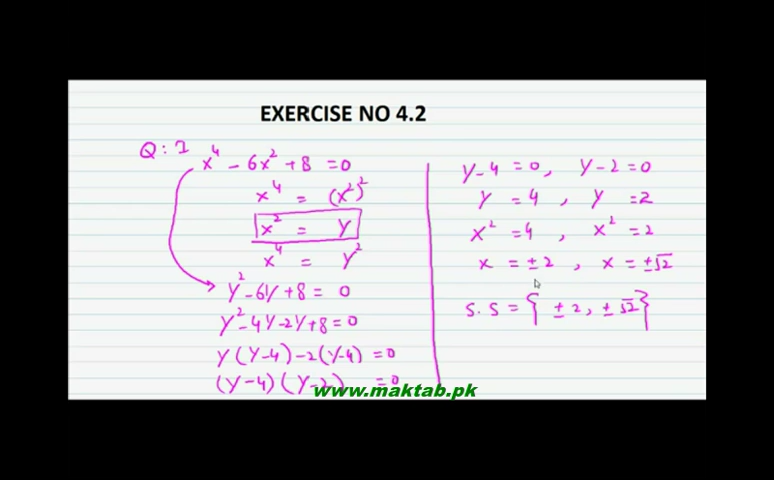 EXERCISE NO 4.2
Q: 1 x⁴ - 6x² + 8 = 0
x⁴ = (x²)²
x² = y
x⁴ = y²
y² - 6y + 8 = 0
y² - 4y - 2y + 8 = 0
y(y-4) - 2(y-4) = 0
(y-4)(y-2) = 0
y - 4 = 0, y - 2 = 0
y = 4, y = 2
x² = 4, x² = 2
x = ± 2, x = ±√2
S.S = { ± 2, ± √2 }
www.maktab.pk